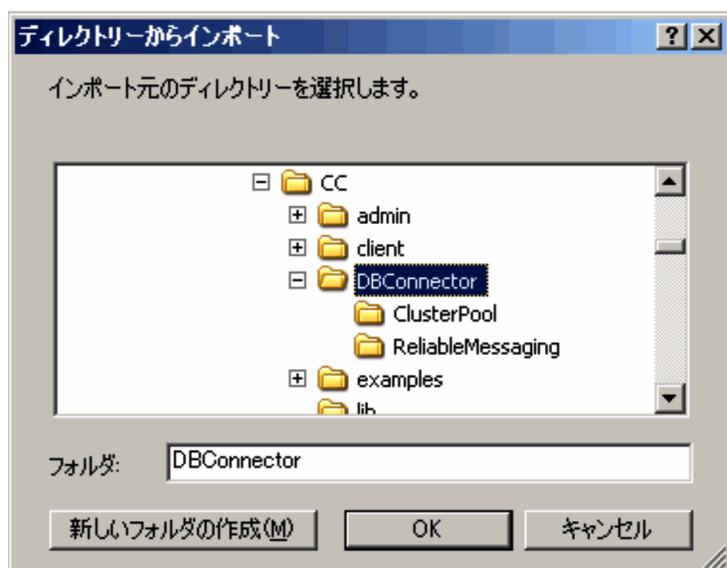 ディレクトリーからインポート
インポート元のディレクトリーを選択します。
CC
admin
client
DBConnector
ClusterPool
ReliableMessaging
examples
lib
フォルダ: DBConnector
新しいフォルダの作成(M) OK キャンセル